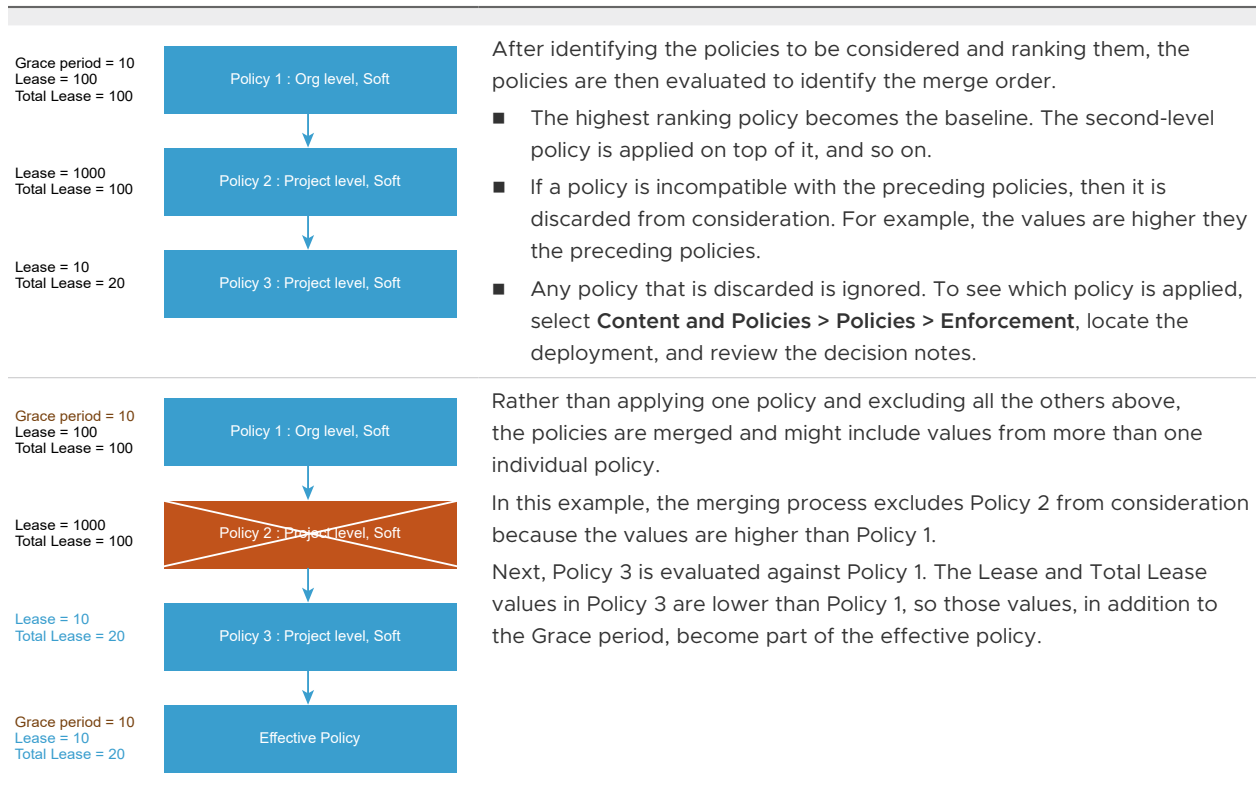 Grace period = 10
Lease = 100
Total Lease = 100
Policy 1 : Org level, Soft
Lease = 1000
Total Lease = 100
Policy 2 : Project level, Soft
Lease = 10
Total Lease = 20
Policy 3 : Project level, Soft
After identifying the policies to be considered and ranking them, the
policies are then evaluated to identify the merge order.
■ The highest ranking policy becomes the baseline. The second-level
policy is applied on top of it, and so on.
■ If a policy is incompatible with the preceding policies, then it is
discarded from consideration. For example, the values are higher they
the preceding policies.
■ Any policy that is discarded is ignored. To see which policy is applied,
select Content and Policies > Policies > Enforcement, locate the
deployment, and review the decision notes.
Grace period = 10
Lease = 100
Total Lease = 100
Policy 1 : Org level, Soft
Lease = 1000
Total Lease = 100
Policy 2 : Project level, Soft
Lease = 10
Total Lease = 20
Policy 3 : Project level, Soft
Grace period = 10
Lease = 10
Total Lease = 20
Effective Policy
Rather than applying one policy and excluding all the others above,
the policies are merged and might include values from more than one
individual policy.
In this example, the merging process excludes Policy 2 from consideration
because the values are higher than Policy 1.
Next, Policy 3 is evaluated against Policy 1. The Lease and Total Lease
values in Policy 3 are lower than Policy 1, so those values, in addition to
the Grace period, become part of the effective policy.